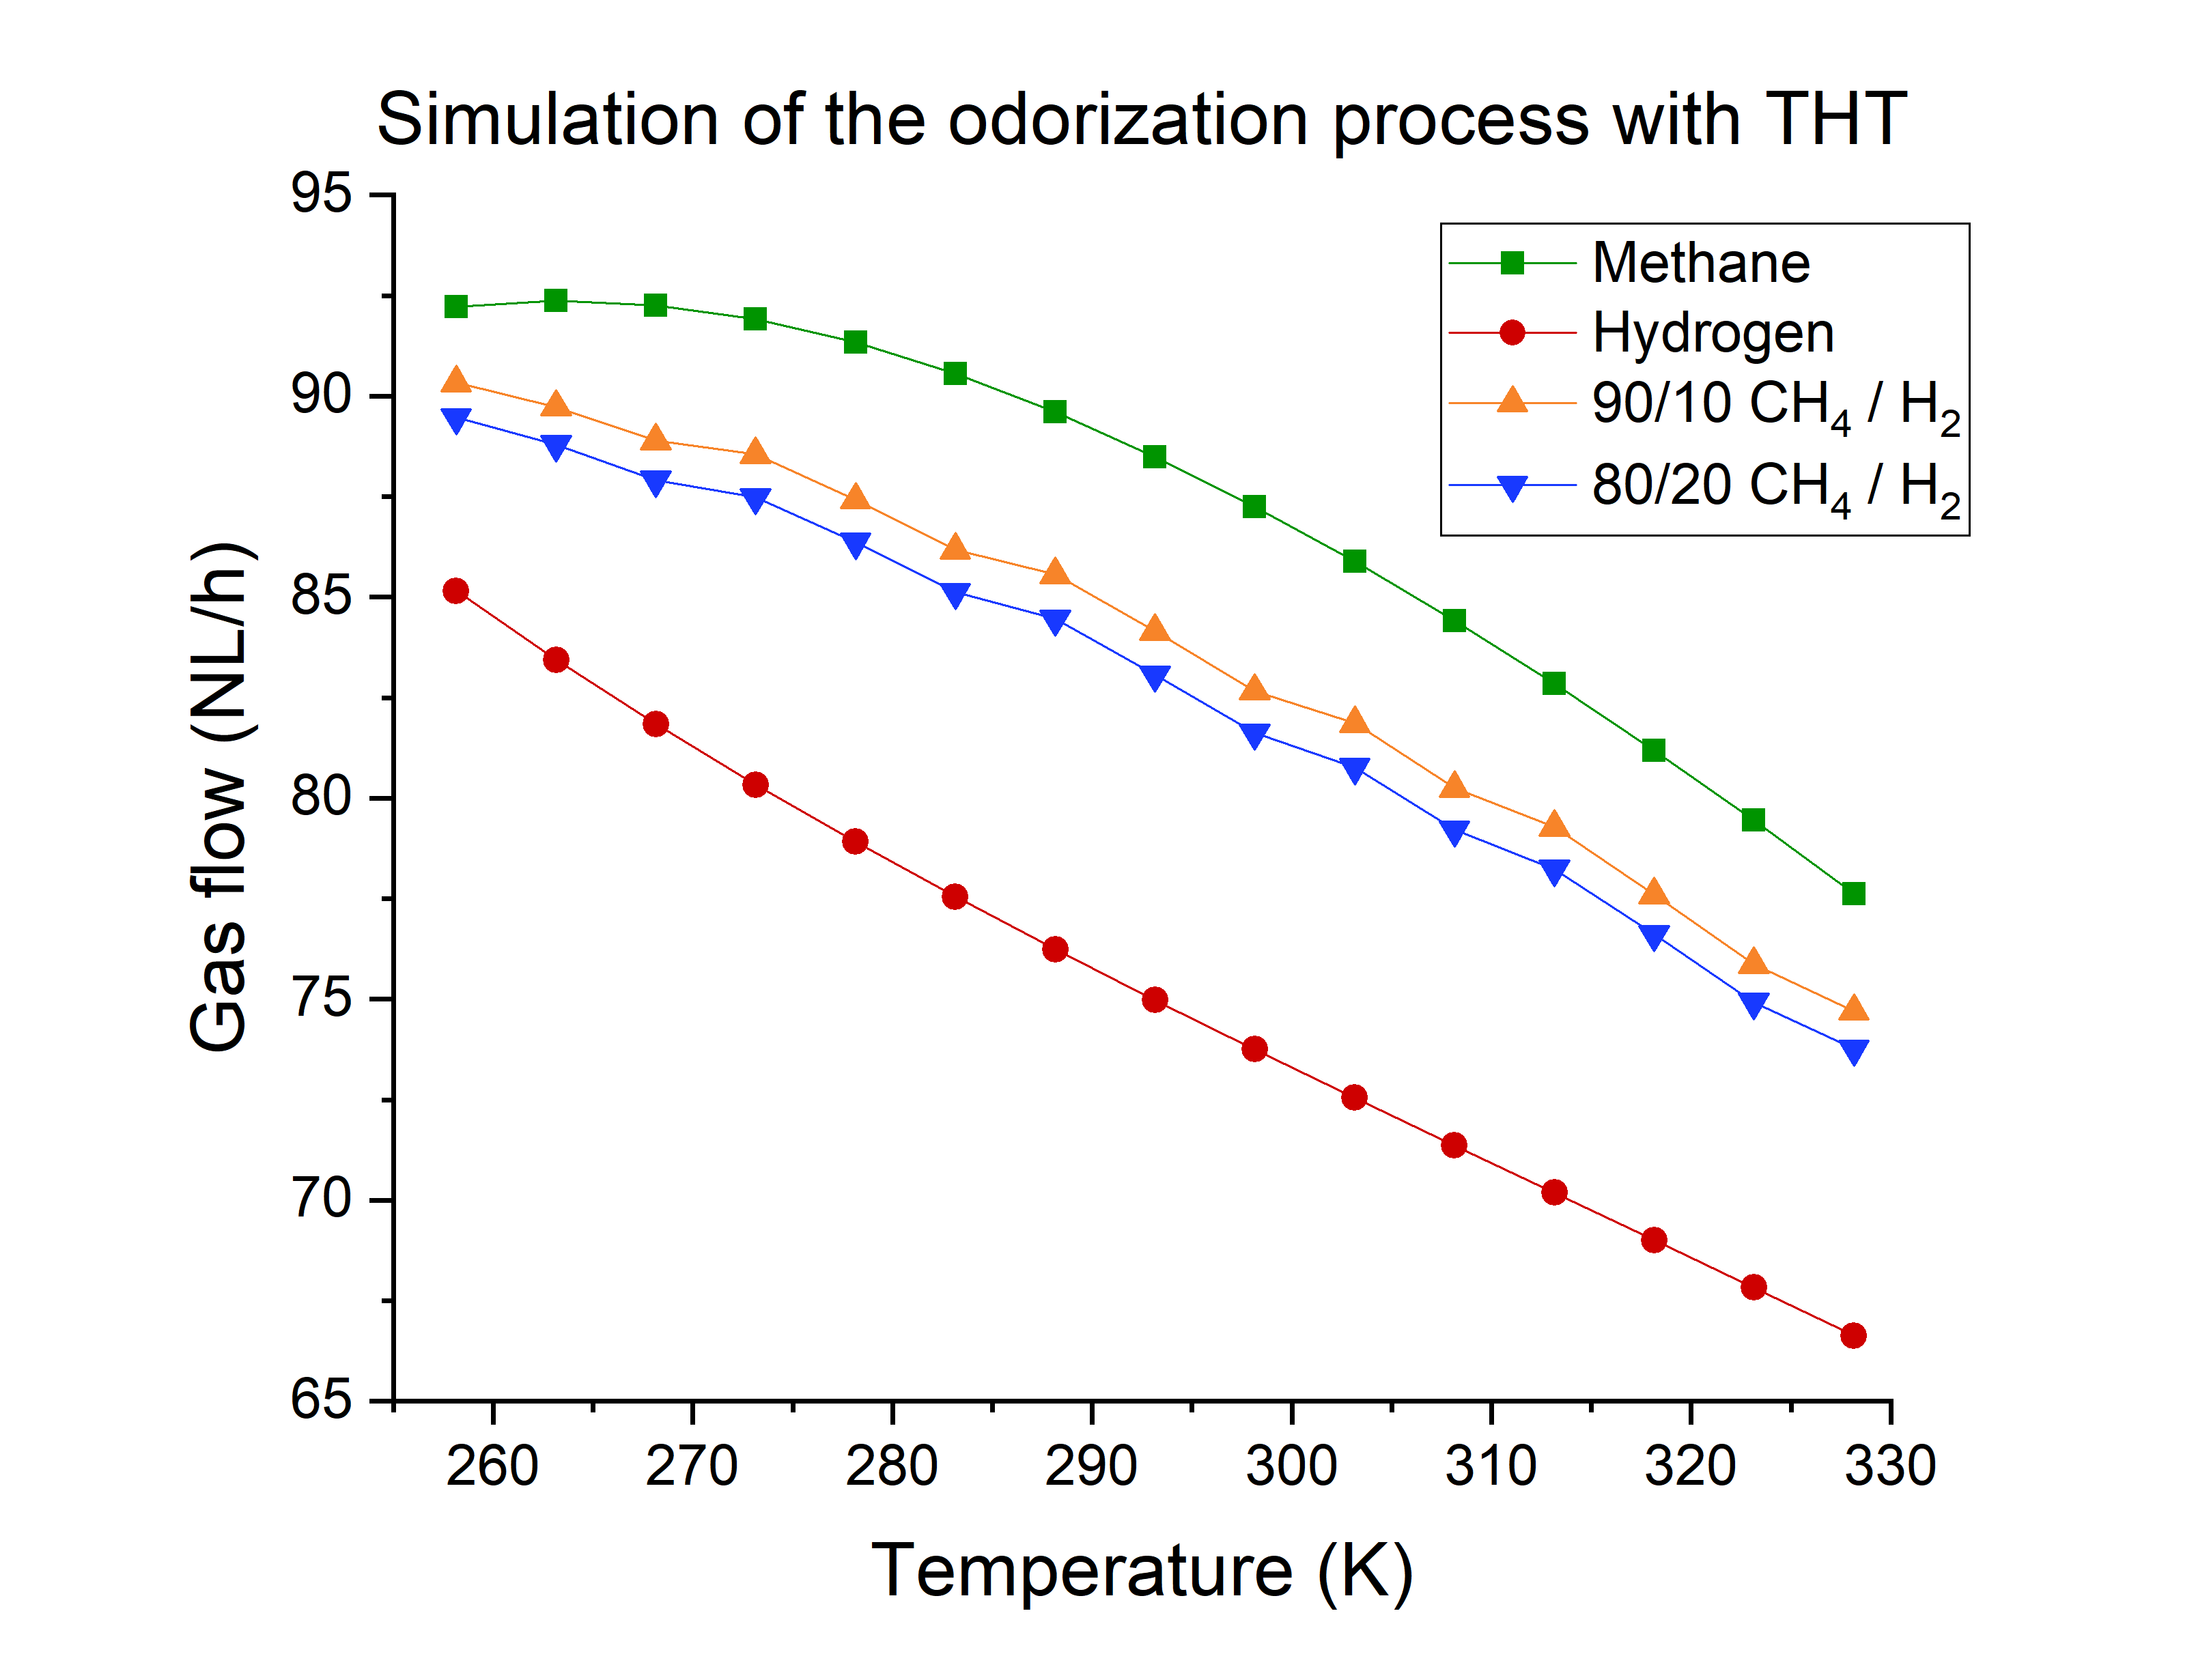 Simulation of the odorization process with THT
95
90
85
80
75
70
65
Gas flow (NL/h)
Methane
Hydrogen
90/10 CH₄ / H₂
80/20 CH₄ / H₂
260 270 280 290 300 310 320 330
Temperature (K)